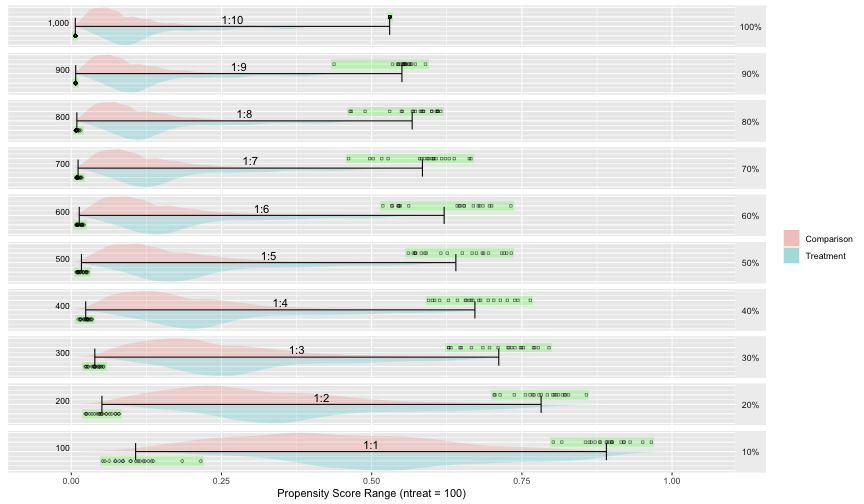 1,000 1:10 100%
900 1:9 90%
800 1:8 80%
700 1:7 70%
600 1:6 60%
Comparison
Treatment
500 1:5 50%
400 1:4 40%
300 1:3 30%
200 1:2 20%
100 1:1 10%
0.00 0.25 0.50 0.75 1.00
Propensity Score Range (ntreat = 100)